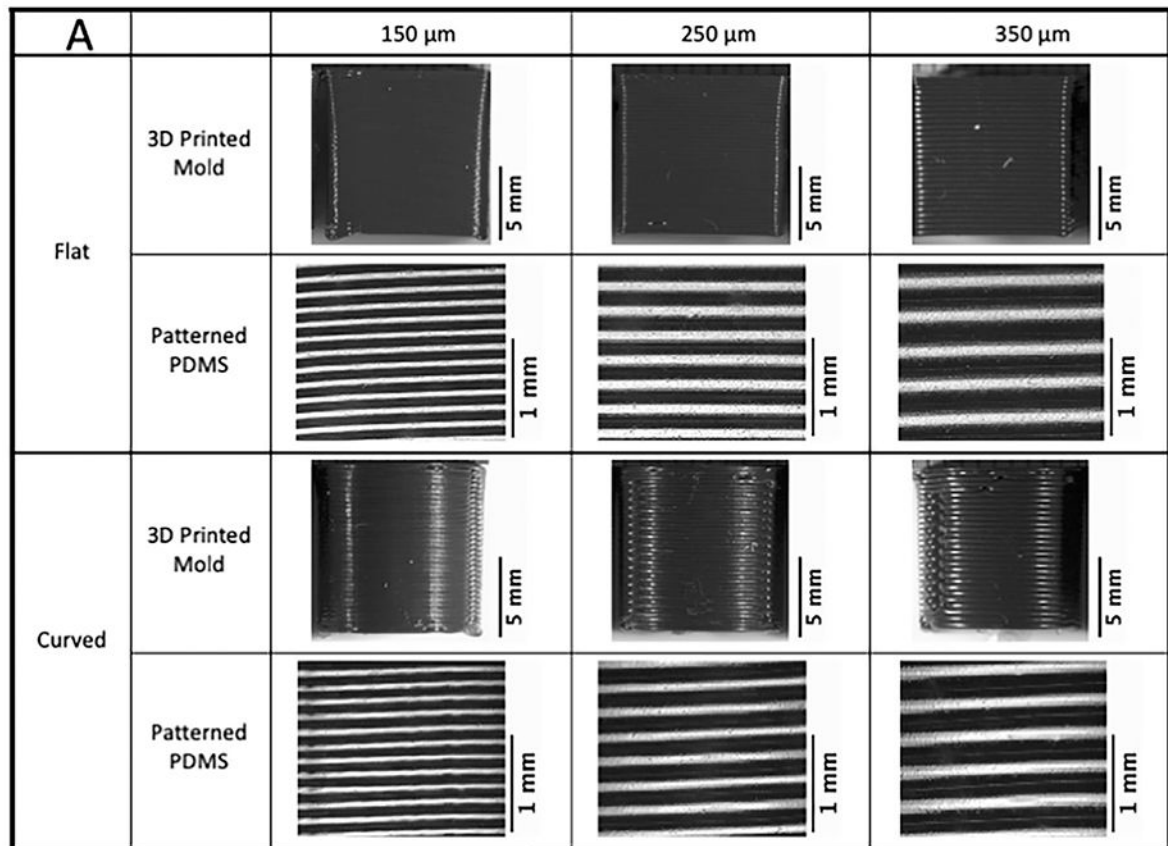 A
150 µm
250 µm
350 µm
Flat
3D Printed
Mold
5 mm
5 mm
5 mm
Patterned
PDMS
1 mm
1 mm
1 mm
Curved
3D Printed
Mold
5 mm
5 mm
5 mm
Patterned
PDMS
1 mm
1 mm
1 mm